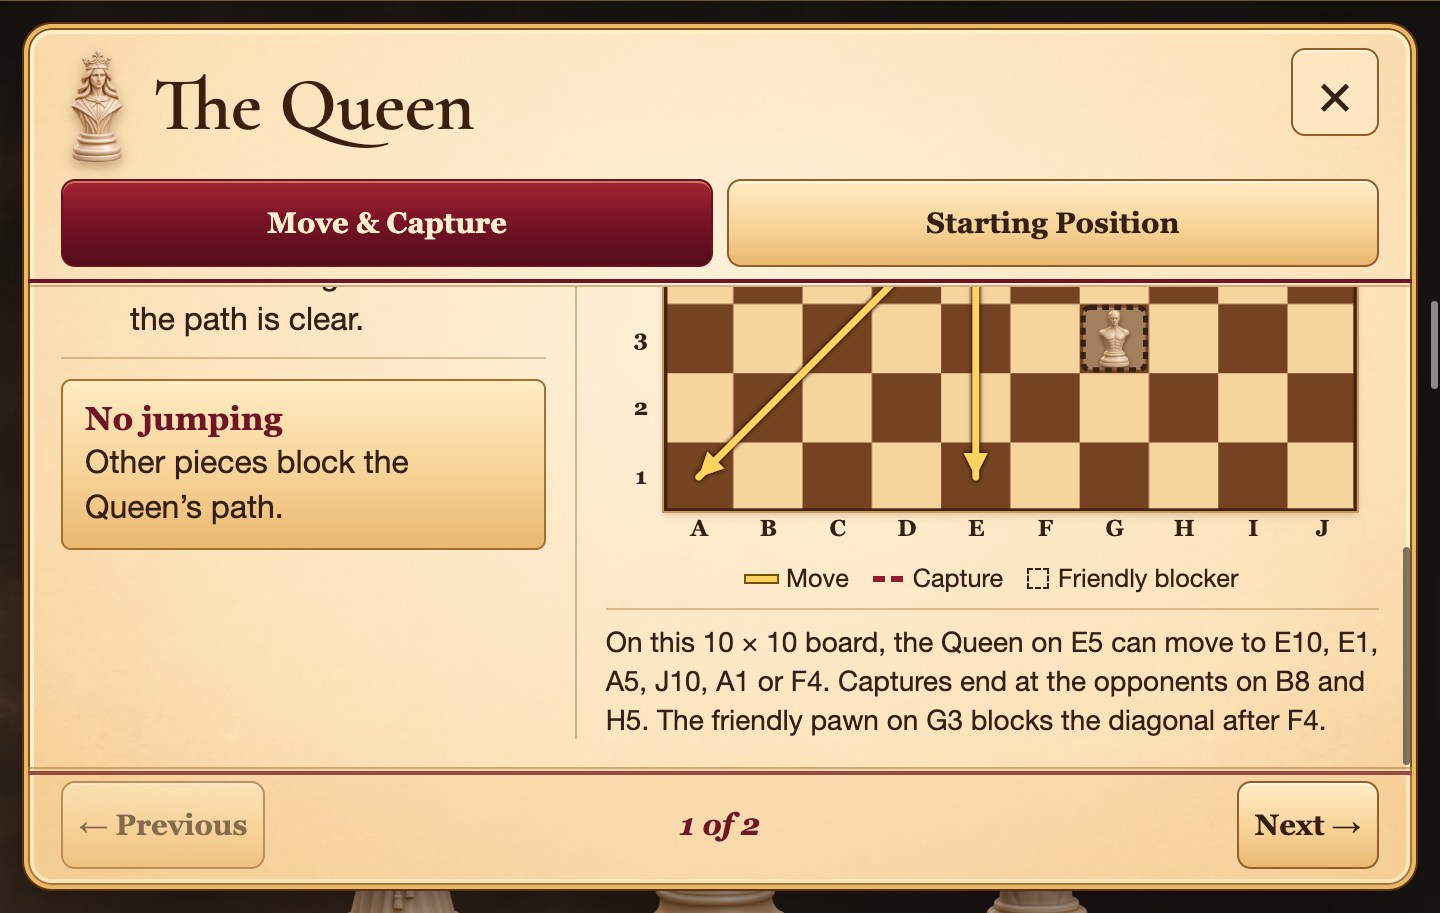 The Queen
×
Move & Capture
Starting Position
the path is clear.
No jumping
Other pieces block the
Queen’s path.
3
2
1
A B C D E F G H I J
Move Capture Friendly blocker
On this 10 × 10 board, the Queen on E5 can move to E10, E1,
A5, J10, A1 or F4. Captures end at the opponents on B8 and
H5. The friendly pawn on G3 blocks the diagonal after F4.
← Previous
1 of 2
Next →